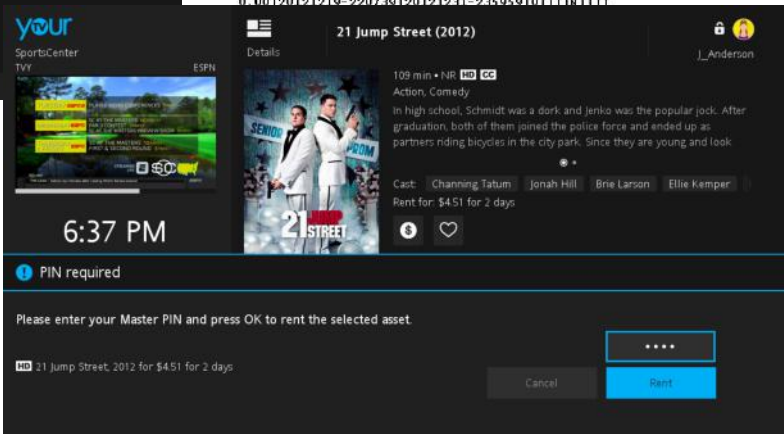 your
SportsCenter
TVY ESPN
6:37 PM
Details
21 Jump Street (2012)
J_Anderson
109 min • NR HD CC
Action, Comedy
In high school, Schmidt was a dork and Jenko was the popular jock. After
graduation, both of them joined the police force and ended up as
partners riding bicycles in the city park. Since they are young and look
Cast: Channing Tatum Jonah Hill Brie Larson Ellie Kemper
Rent for: $4.51 for 2 days
SENIOR PROM
21 JUMP
STREET
PIN required
Please enter your Master PIN and press OK to rent the selected asset.
HD 21 Jump Street, 2012 for $4.51 for 2 days
••••
Cancel Rent